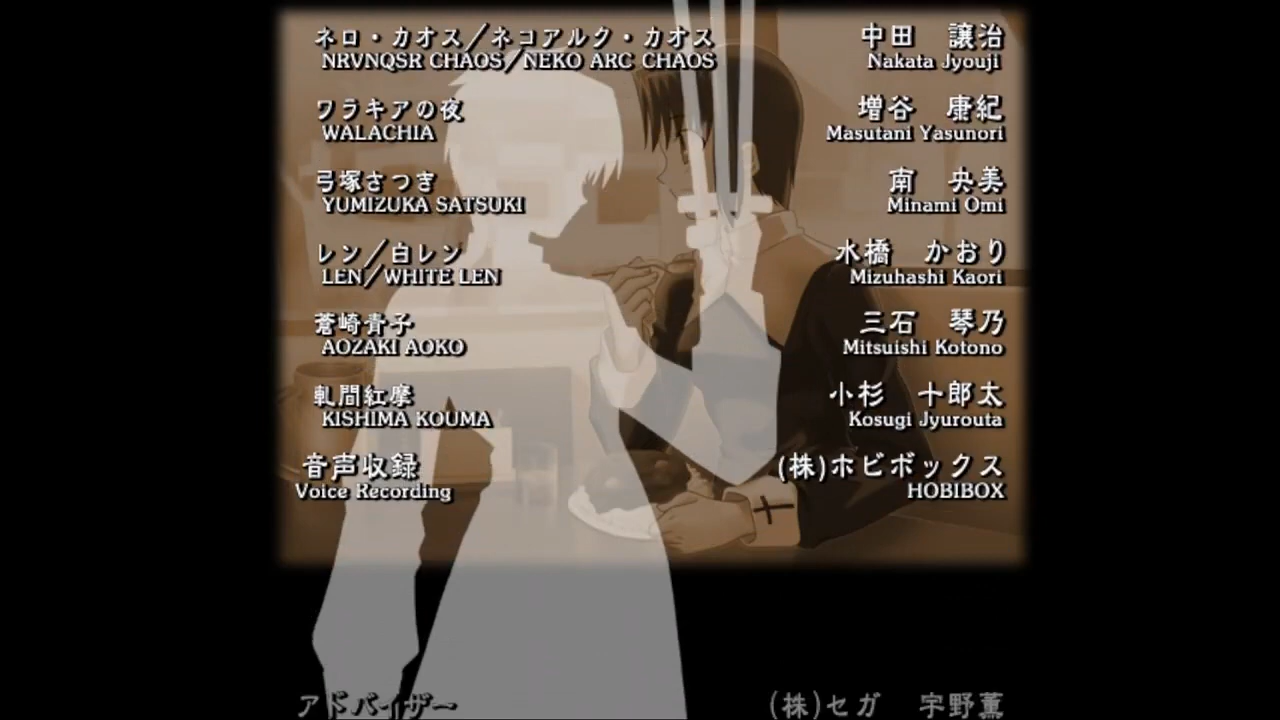 ネロ・カオス／ネコアルク・カオス　中田　譲治
NRVNQSR CHAOS／NEKO ARC CHAOS　Nakata Jyouji
ワラキアの夜　増谷　康紀
WALACHIA　Masutani Yasunori
弓塚さつき　南　央美
YUMIZUKA SATSUKI　Minami Omi
レン／白レン　水橋　かおり
LEN／WHITE LEN　Mizuhashi Kaori
蒼崎青子　三石　琴乃
AOZAKI AOKO　Mitsuishi Kotono
軋間紅摩　小杉　十郎太
KISHIMA KOUMA　Kosugi Jyurouta
音声収録　(株)ホビボックス
Voice Recording　HOBIBOX
アドバイザー　(株)セガ　宇野薫